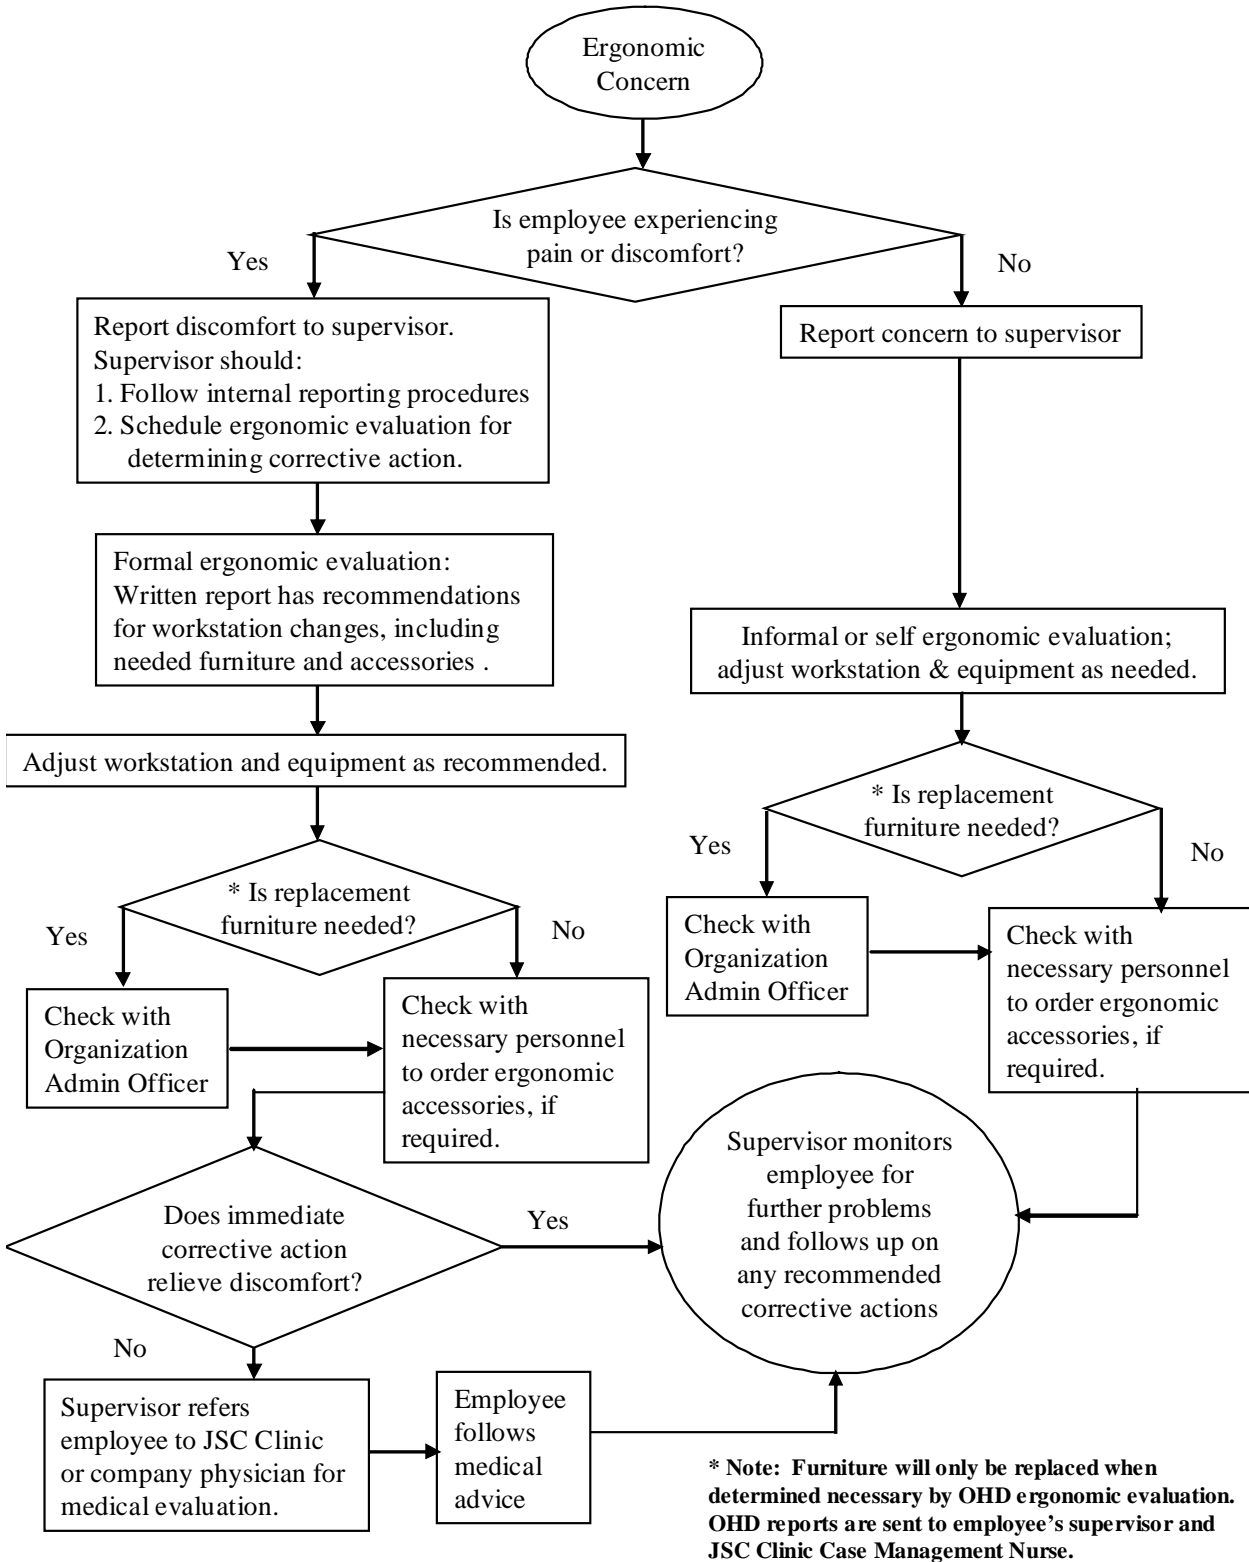 Ergonomic
Concern
Is employee experiencing
pain or discomfort?
Yes
No
Report discomfort to supervisor.
Supervisor should:
1. Follow internal reporting procedures
2. Schedule ergonomic evaluation for
determining corrective action.
Report concern to supervisor
Formal ergonomic evaluation:
Written report has recommendations
for workstation changes, including
needed furniture and accessories .
Informal or self ergonomic evaluation;
adjust workstation & equipment as needed.
Adjust workstation and equipment as recommended.
* Is replacement
furniture needed?
Yes
No
* Is replacement
furniture needed?
Yes
No
Check with
Organization
Admin Officer
Check with
necessary personnel
to order ergonomic
accessories, if
required.
Check with
Organization
Admin Officer
Check with
necessary personnel
to order ergonomic
accessories, if
required.
Does immediate
corrective action
relieve discomfort?
Yes
No
Supervisor monitors
employee for
further problems
and follows up on
any recommended
corrective actions
Supervisor refers
employee to JSC Clinic
or company physician for
medical evaluation.
Employee
follows
medical
advice
* Note: Furniture will only be replaced when
determined necessary by OHD ergonomic evaluation.
OHD reports are sent to employee’s supervisor and
JSC Clinic Case Management Nurse.